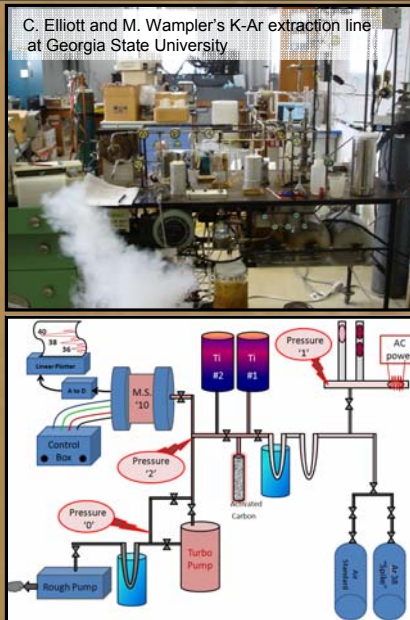 C. Elliott and M. Wampler's K-Ar extraction line
at Georgia State University
40
38
36
Linear Plotter
A to D
M.S.
'10
Control
Box
Ti
#2
Ti
#1
Pressure
'1'
AC
power
Pressure
'2'
Activated
Carbon
Pressure
'0'
Turbo
Pump
Rough Pump
Air
Standard
Ar 38
"Spike"